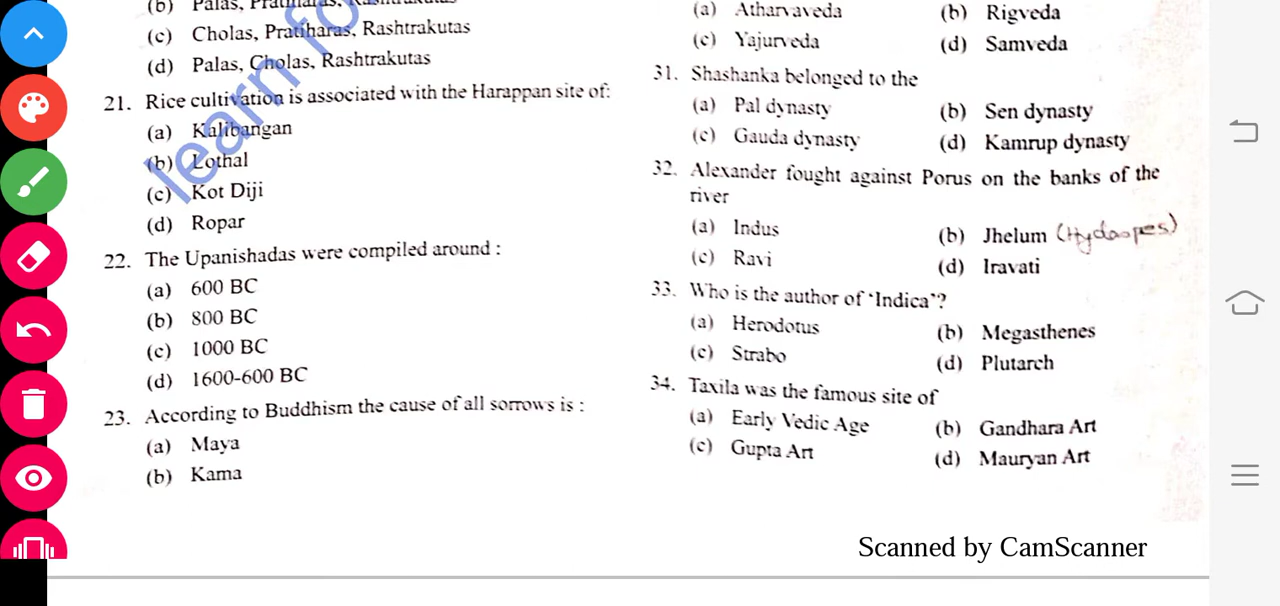 (b) Palas, Pratiharas, Rashtrakutas
(c) Cholas, Pratiharas, Rashtrakutas
(d) Palas, Cholas, Rashtrakutas
21. Rice cultivation is associated with the Harappan site of:
(a) Kalibangan
(b) Lothal
(c) Kot Diji
(d) Ropar
22. The Upanishadas were compiled around :
(a) 600 BC
(b) 800 BC
(c) 1000 BC
(d) 1600-600 BC
23. According to Buddhism the cause of all sorrows is :
(a) Maya
(b) Kama
learn fo
(a) Atharvaveda (b) Rigveda
(c) Yajurveda (d) Samveda
31. Shashanka belonged to the
(a) Pal dynasty (b) Sen dynasty
(c) Gauda dynasty (d) Kamrup dynasty
32. Alexander fought against Porus on the banks of the
river
(a) Indus (b) Jhelum (Hydaspes)
(c) Ravi (d) Iravati
33. Who is the author of 'Indica'?
(a) Herodotus (b) Megasthenes
(c) Strabo (d) Plutarch
34. Taxila was the famous site of
(a) Early Vedic Age (b) Gandhara Art
(c) Gupta Art (d) Mauryan Art
Scanned by CamScanner